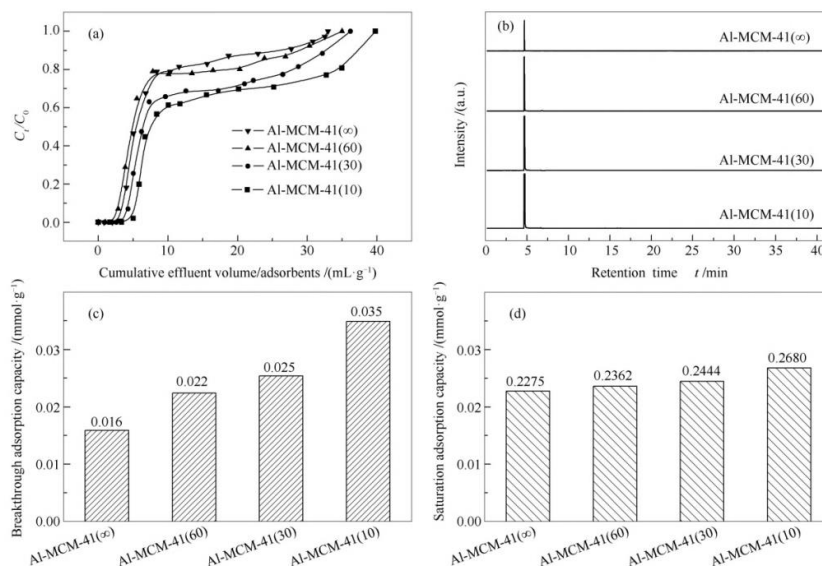 (a)
1.0
0.8
0.6
0.4
0.2
0.0
C_t/C_0
Al-MCM-41(∞)
Al-MCM-41(60)
Al-MCM-41(30)
Al-MCM-41(10)
0 10 20 30 40
Cumulative effluent volume/adsorbents /(mL·g⁻¹)
(b)
Intensity /(a.u.)
Al-MCM-41(∞)
Al-MCM-41(60)
Al-MCM-41(30)
Al-MCM-41(10)
0 5 10 15 20 25 30 35 40
Retention time t /min
(c)
Breakthrough adsorption capacity /(mmol·g⁻¹)
0.03
0.02
0.01
0.00
0.016
0.022
0.025
0.035
Al-MCM-41(∞)
Al-MCM-41(60)
Al-MCM-41(30)
Al-MCM-41(10)
(d)
Saturation adsorption capacity /(mmol·g⁻¹)
0.03
0.02
0.01
0.00
0.2275
0.2362
0.2444
0.2680
Al-MCM-41(∞)
Al-MCM-41(60)
Al-MCM-41(30)
Al-MCM-41(10)